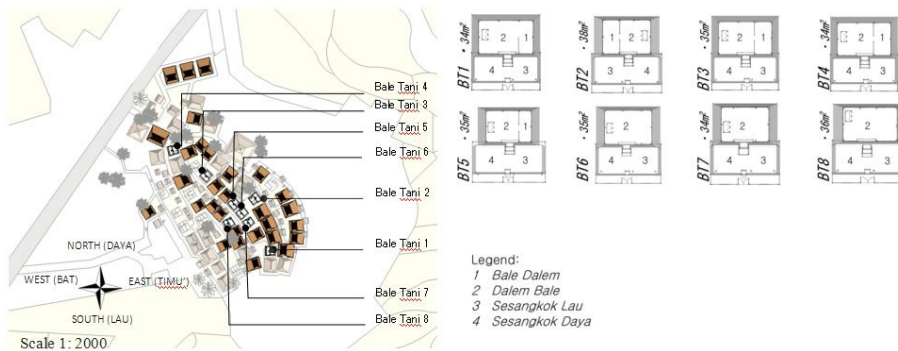 Bale Tani 4
Bale Tani 3
Bale Tani 5
Bale Tani 6
Bale Tani 2
Bale Tani 1
Bale Tani 7
Bale Tani 8
NORTH (DAYA)
WEST (BAT)
EAST (TIMU')
SOUTH (LAU)
Scale 1: 2000
BT1 • 34m²
2 1
4 3
BT2 • 38m²
1 2
3 4
BT3 • 35m²
2 1
4 3
BT4 • 34m²
2 1
4 3
BT5 • 35m²
2 1
4 3
BT6 • 35m²
2
4 3
BT7 • 34m²
2
4 3
BT8 • 36m²
2
4 3
Legend:
1 Bale Dalem
2 Dalem Bale
3 Sesangkok Lau
4 Sesangkok Daya